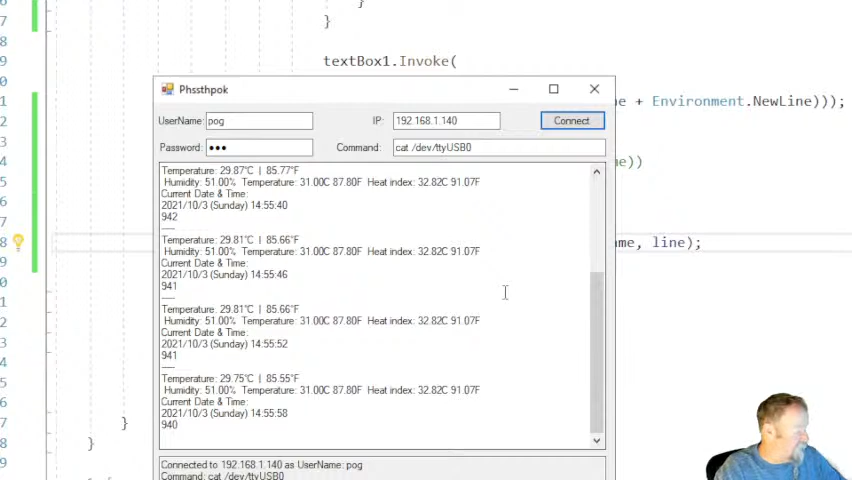 }
}
textBox1.Invoke(
Phssthpok
e + Environment.NewLine)));
UserName: pog IP: 192.168.1.140 Connect
Password: ●●● Command: cat /dev/ttyUSB0
e))
Temperature: 29.87°C | 85.77°F
Humidity: 51.00% Temperature: 31.00C 87.80F Heat index: 32.82C 91.07F
Current Date & Time:
2021/10/3 (Sunday) 14:55:40
942
----
Temperature: 29.81°C | 85.66°F
ame, line);
Humidity: 51.00% Temperature: 31.00C 87.80F Heat index: 32.82C 91.07F
Current Date & Time:
2021/10/3 (Sunday) 14:55:46
941
----
Temperature: 29.81°C | 85.66°F
Humidity: 51.00% Temperature: 31.00C 87.80F Heat index: 32.82C 91.07F
Current Date & Time:
2021/10/3 (Sunday) 14:55:52
941
----
Temperature: 29.75°C | 85.55°F
Humidity: 51.00% Temperature: 31.00C 87.80F Heat index: 32.82C 91.07F
Current Date & Time:
2021/10/3 (Sunday) 14:55:58
940
}
}
Connected to 192.168.1.140 as UserName: pog
Command: cat /dev/ttyUSB0